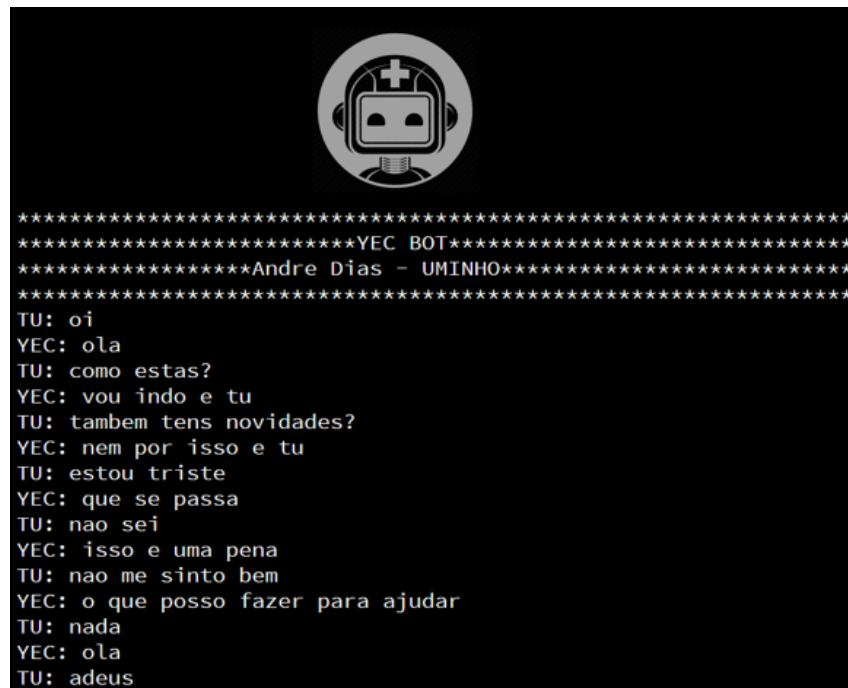 *****************************************************************
**************************YEC BOT********************************
******************Andre Dias - UMINHO****************************
*****************************************************************
TU: oi
YEC: ola
TU: como estas?
YEC: vou indo e tu
TU: tambem tens novidades?
YEC: nem por isso e tu
TU: estou triste
YEC: que se passa
TU: nao sei
YEC: isso e uma pena
TU: nao me sinto bem
YEC: o que posso fazer para ajudar
TU: nada
YEC: ola
TU: adeus